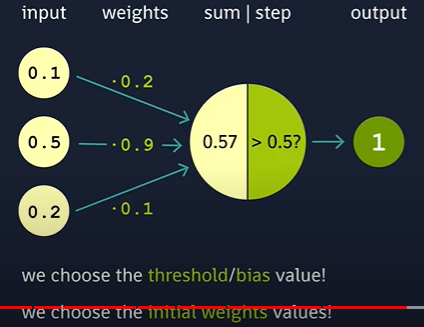 input weights sum | step output
0.1
·0.2
0.5 ·0.9 0.57 > 0.5? 1
0.2 ·0.1
we choose the threshold/bias value!
we choose the initial weights values!